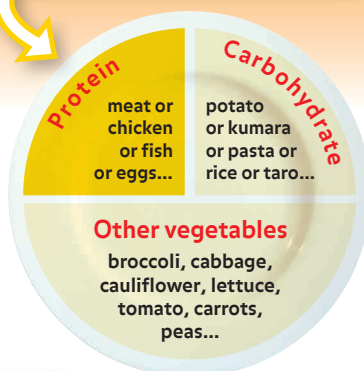 Protein
meat or
chicken
or fish
or eggs...
Carbohydrate
potato
or kumara
or pasta or
rice or taro...
Other vegetables
broccoli, cabbage,
cauliflower, lettuce,
tomato, carrots,
peas...